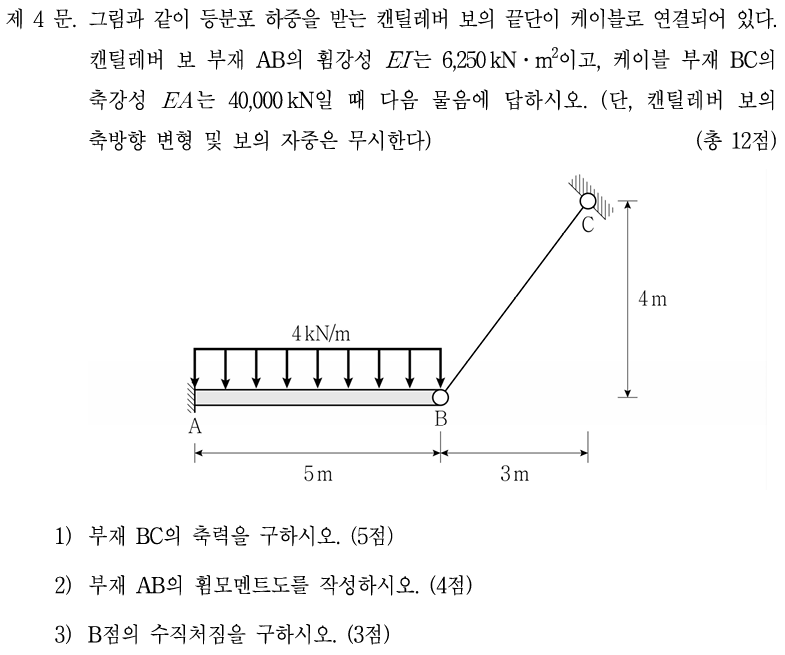 제 4 문. 그림과 같이 등분포 하중을 받는 캔틸레버 보의 끝단이 케이블로 연결되어 있다.
캔틸레버 보 부재 AB의 휨강성 EI는 6,250 kN·m²이고, 케이블 부재 BC의
축강성 EA는 40,000 kN일 때 다음 물음에 답하시오. (단, 캔틸레버 보의
축방향 변형 및 보의 자중은 무시한다) (총 12점)
C
4 m
4 kN/m
A
B
5 m
3 m
1) 부재 BC의 축력을 구하시오. (5점)
2) 부재 AB의 휨모멘트도를 작성하시오. (4점)
3) B점의 수직처짐을 구하시오. (3점)